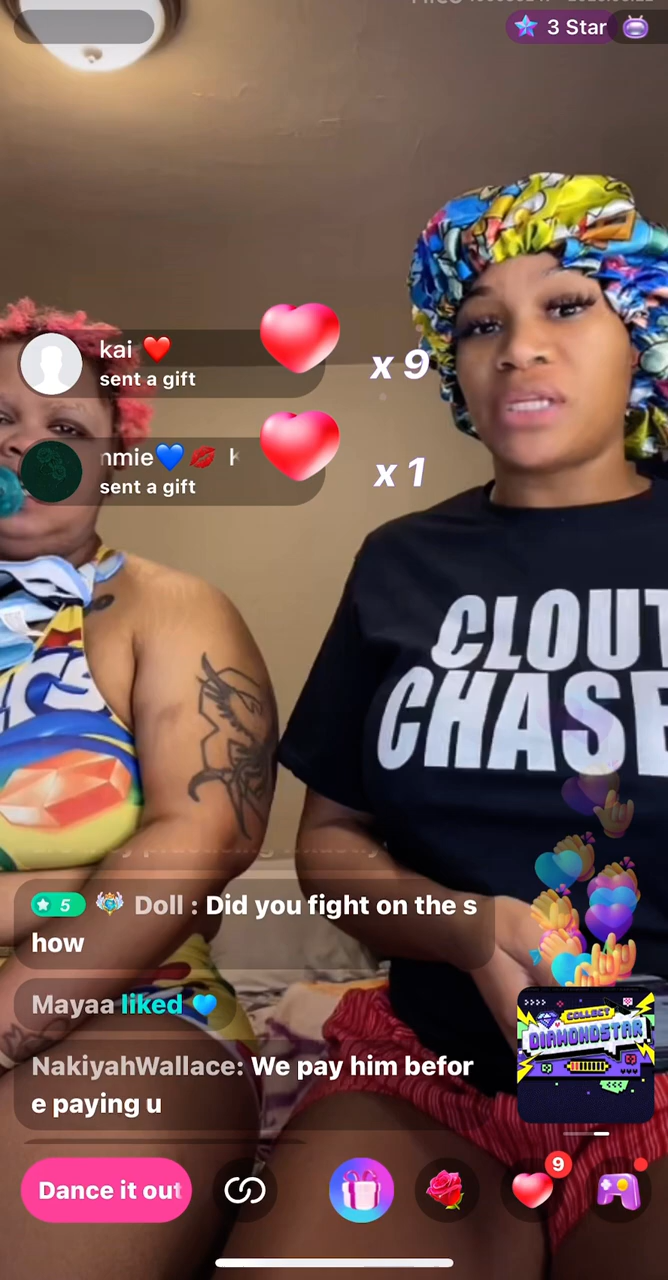 3 Star
kai ❤️
sent a gift
x 9
nmie💙💋
sent a gift
x 1
CLOUT
CHASE
ers
5 Doll : Did you fight on the s
how
Mayaa liked 💙
NakiyahWallace: We pay him befor
e paying u
COLLECT
DIAMONDSTAR
Dance it out
9